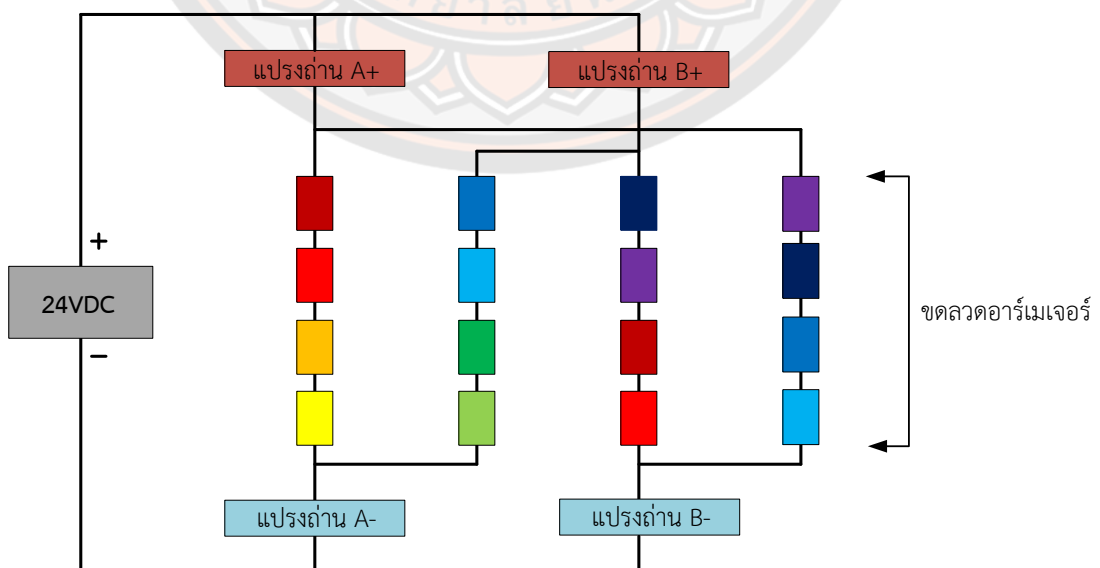 แปรงถ่าน A+
แปรงถ่าน B+
+
24VDC
−
ขดลวดอาร์เมเจอร์
แปรงถ่าน A-
แปรงถ่าน B-